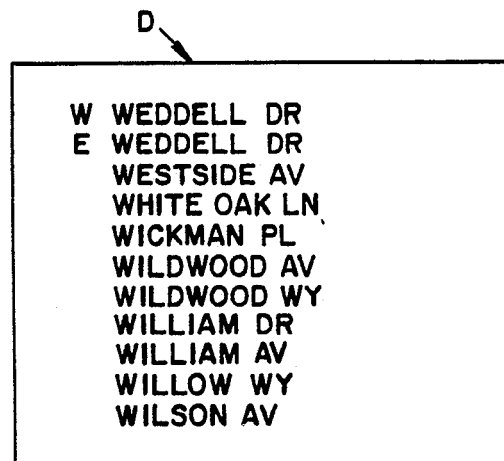 D
W WEDDELL DR
E WEDDELL DR
WESTSIDE AV
WHITE OAK LN
WICKMAN PL
WILDWOOD AV
WILDWOOD WY
WILLIAM DR
WILLIAM AV
WILLOW WY
WILSON AV